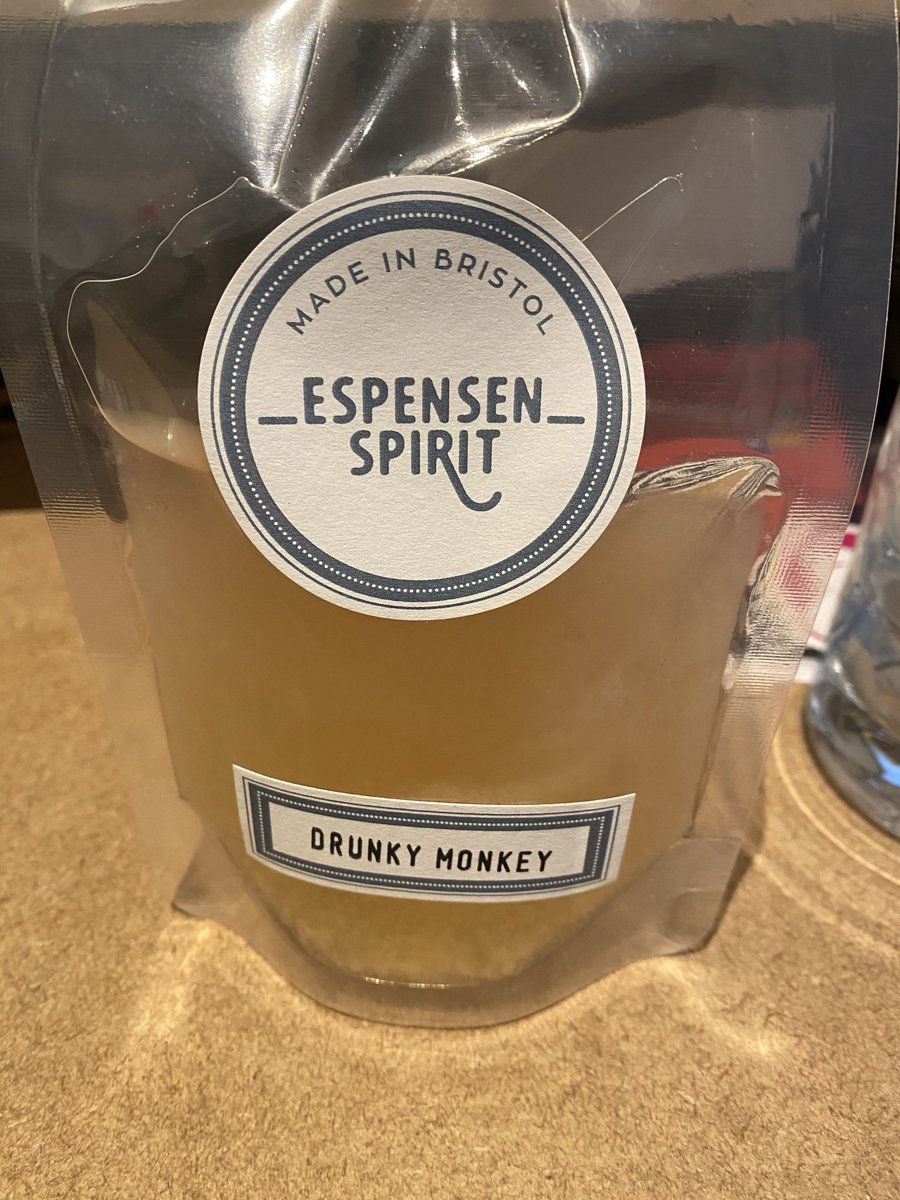 MADE IN BRISTOL
ESPENSEN
SPIRIT
DRUNKY MONKEY